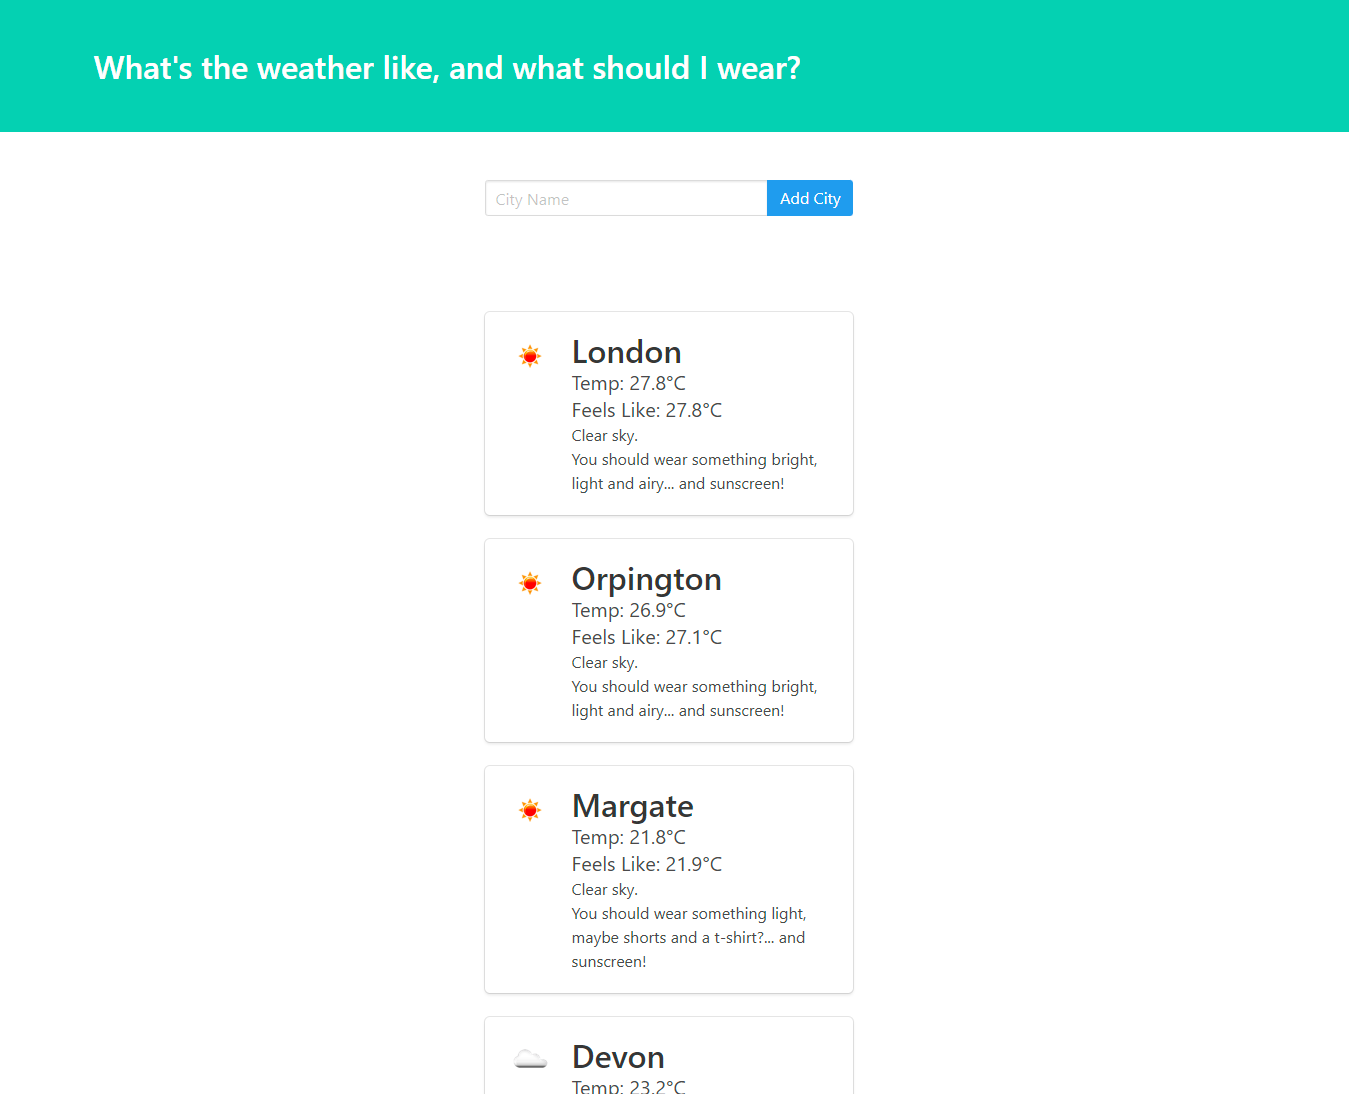 What's the weather like, and what should I wear?
City Name
Add City
London
Temp: 27.8°C
Feels Like: 27.8°C
Clear sky.
You should wear something bright,
light and airy... and sunscreen!
Orpington
Temp: 26.9°C
Feels Like: 27.1°C
Clear sky.
You should wear something bright,
light and airy... and sunscreen!
Margate
Temp: 21.8°C
Feels Like: 21.9°C
Clear sky.
You should wear something light,
maybe shorts and a t-shirt?... and
sunscreen!
Devon
Temp: 23.2°C